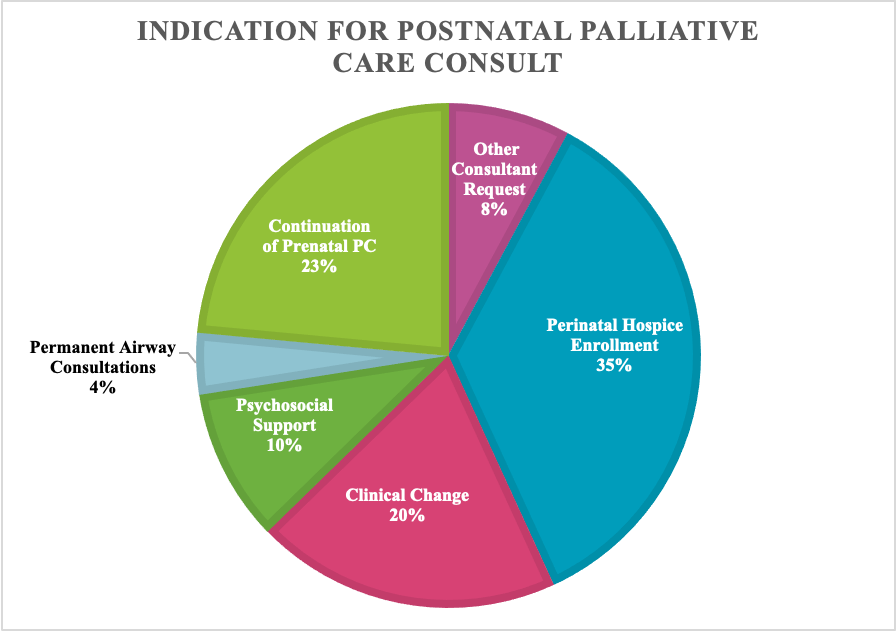 INDICATION FOR POSTNATAL PALLIATIVE
CARE CONSULT
Other
Consultant
Request
8%
Perinatal Hospice
Enrollment
35%
Clinical Change
20%
Psychosocial
Support
10%
Permanent Airway
Consultations
4%
Continuation
of Prenatal PC
23%